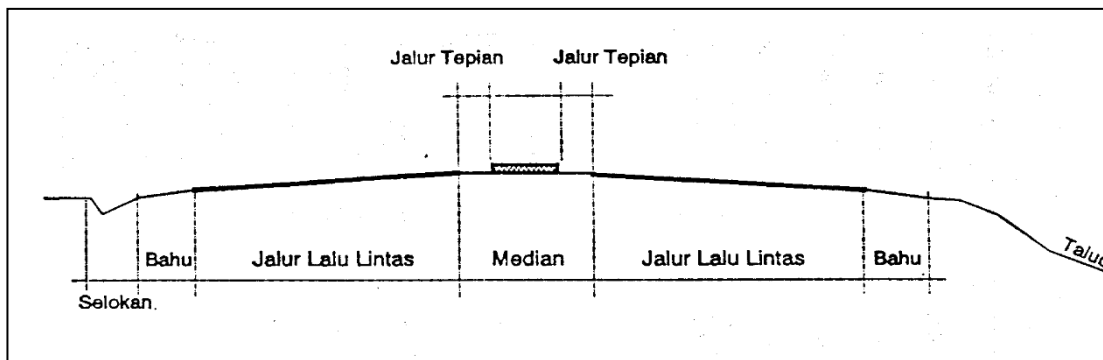 Jalur Tepian Jalur Tepian
Bahu Jalur Lalu Lintas Median Jalur Lalu Lintas Bahu
Talud
Selokan.